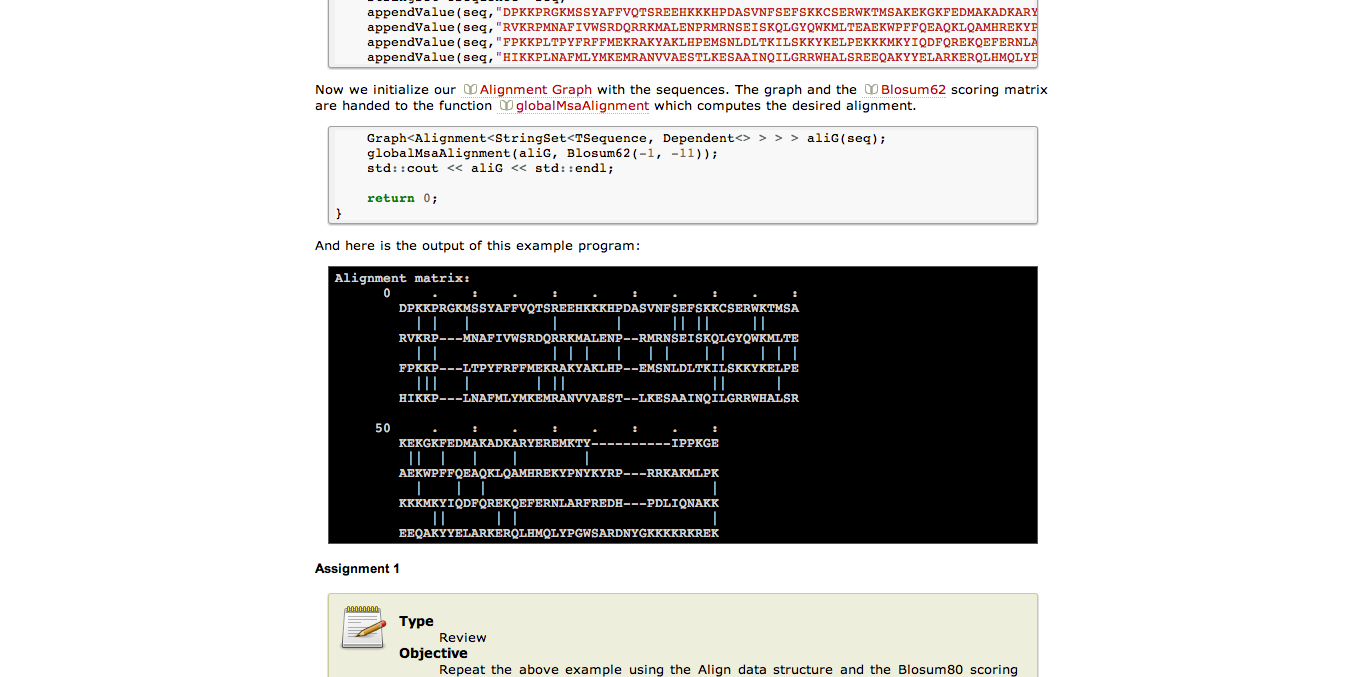 appendValue(seq,"DPKKPRGKMSSYAFFVQTSREEHKKKHPDASVNFSEFSKKCSERWKTMSAKEKGKFEDMAKADKARY
appendValue(seq,"RVKRPMNAFIVWSRDQRRKMALENPRMRNSEISKQLGYQWKMLTEAEKWPFFQEAQKLQAMHREKYP
appendValue(seq,"FPKKPLTPYFRFFMEKRAKYAKLHPEMSNLDLTKILSKKYKELPEKKKMKYIQDFQREKQEFERNLA
appendValue(seq,"HIKKPLNAFMLYMKEMRANVVAESTLKESAAINQILGRRWHALSREEQAKYYELARKERQLHMQLYP
Now we initialize our Alignment Graph with the sequences. The graph and the Blosum62 scoring matrix
are handed to the function globalMsaAlignment which computes the desired alignment.
Graph<Alignment<StringSet<TSequence, Dependent<> > > > aliG(seq);
globalMsaAlignment(aliG, Blosum62(-1, -11));
std::cout << aliG << std::endl;
return 0;
}
And here is the output of this example program:
Alignment matrix:
0     .    :    .    :    .    :    .    :    .    :
DPKKPRGKMSSYAFFVQTSREEHKKKHPDASVNFSEFSKKCSERWKTMSA
  | |   |          |       |      || ||     ||
RVKRP---MNAFIVWSRDQRRKMALENP--RMRNSEISKQLGYQWKMLTE
  | |              | | |   |   | |    | |    | | |
FPKKP---LTPYFRFFMEKRAKYAKLHP--EMSNLDLTKILSKKYKELPE
  |||   |        | ||                  ||      |
HIKKP---LNAFMLYMKEMRANVVAEST--LKESAAINQILGRRWHALSR
50     .    :    .    :    .    :    .    :
KEKGKFEDMAKADKARYEREMKTY----------IPPKGE
 ||  |   |    |        |
AEKWPFFQEAQKLQAMHREKYPNYKYRP---RRKAKMLPK
  |    |  |                            |
KKKMKYIQDFQREKQEFERNLARFREDH---PDLIQNAKK
    ||      | |                        |
EEQAKYYELARKERQLHMQLYPGWSARDNYGKKKKRKREK
Assignment 1
Type
Review
Objective
Repeat the above example using the Align data structure and the Blosum80 scoring